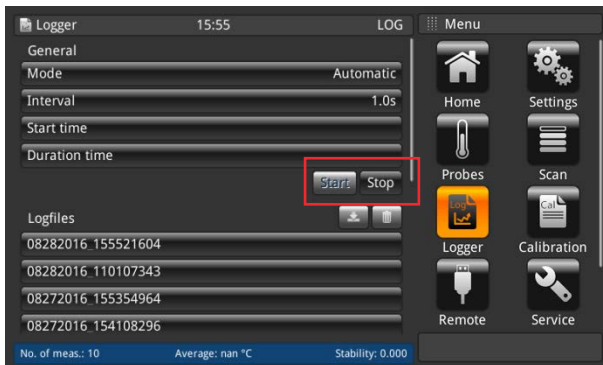 Logger 15:55 LOG
General
Mode Automatic
Interval 1.0s
Start time
Duration time
Start Stop
Logfiles
08282016_155521604
08282016_110107343
08272016_155354964
08272016_154108296
No. of meas.: 10 Average: nan °C Stability: 0.000
Menu
Home Settings
Probes Scan
Log Cal
Logger Calibration
Remote Service